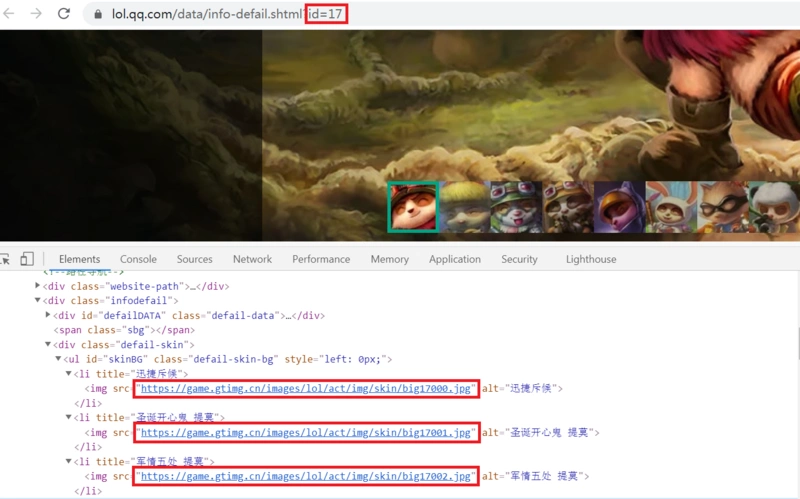 lol.qq.com/data/info-defail.shtml?id=17
Elements Console Sources Network Performance Memory Application Security Lighthouse
<!--路径导航-->
▶<div class="website-path">…</div>
▼<div class="infodefail">
▶<div id="defailDATA" class="defail-data">…</div>
<span class="sbg"></span>
▼<div class="defail-skin">
▼<ul id="skinBG" class="defail-skin-bg" style="left: 0px;">
▼<li title="迅捷斥候">
<img src="https://game.gtimg.cn/images/lol/act/img/skin/big17000.jpg" alt="迅捷斥候">
</li>
▼<li title="圣诞开心鬼 提莫">
<img src="https://game.gtimg.cn/images/lol/act/img/skin/big17001.jpg" alt="圣诞开心鬼 提莫">
</li>
▼<li title="军情五处 提莫">
<img src="https://game.gtimg.cn/images/lol/act/img/skin/big17002.jpg" alt="军情五处 提莫">
</li>